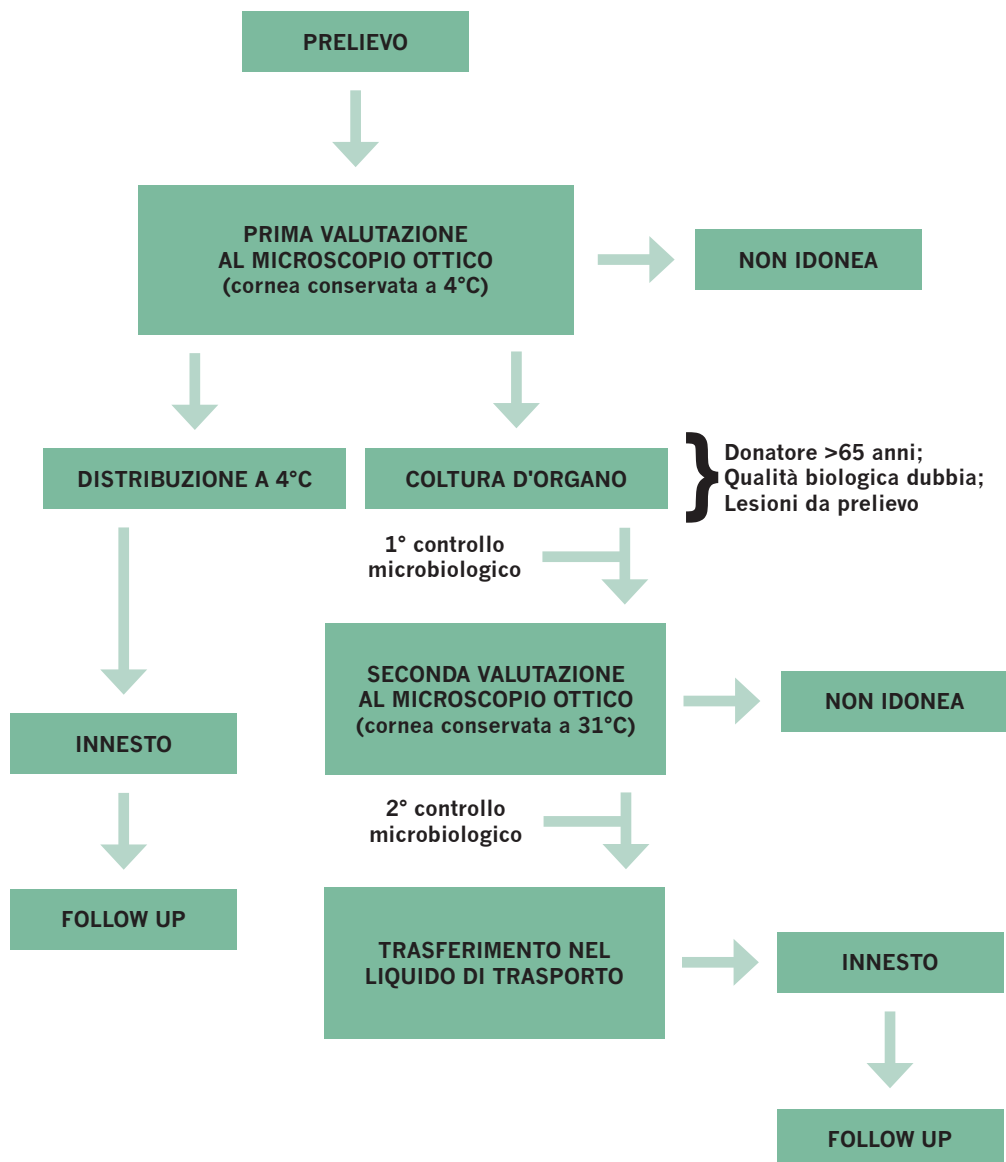 PRELIEVO
PRIMA VALUTAZIONE
AL MICROSCOPIO OTTICO
(cornea conservata a 4°C)
NON IDONEA
DISTRIBUZIONE A 4°C
COLTURA D'ORGANO
Donatore >65 anni;
Qualità biologica dubbia;
Lesioni da prelievo
1° controllo
microbiologico
SECONDA VALUTAZIONE
AL MICROSCOPIO OTTICO
(cornea conservata a 31°C)
NON IDONEA
INNESTO
2° controllo
microbiologico
FOLLOW UP
TRASFERIMENTO NEL
LIQUIDO DI TRASPORTO
INNESTO
FOLLOW UP